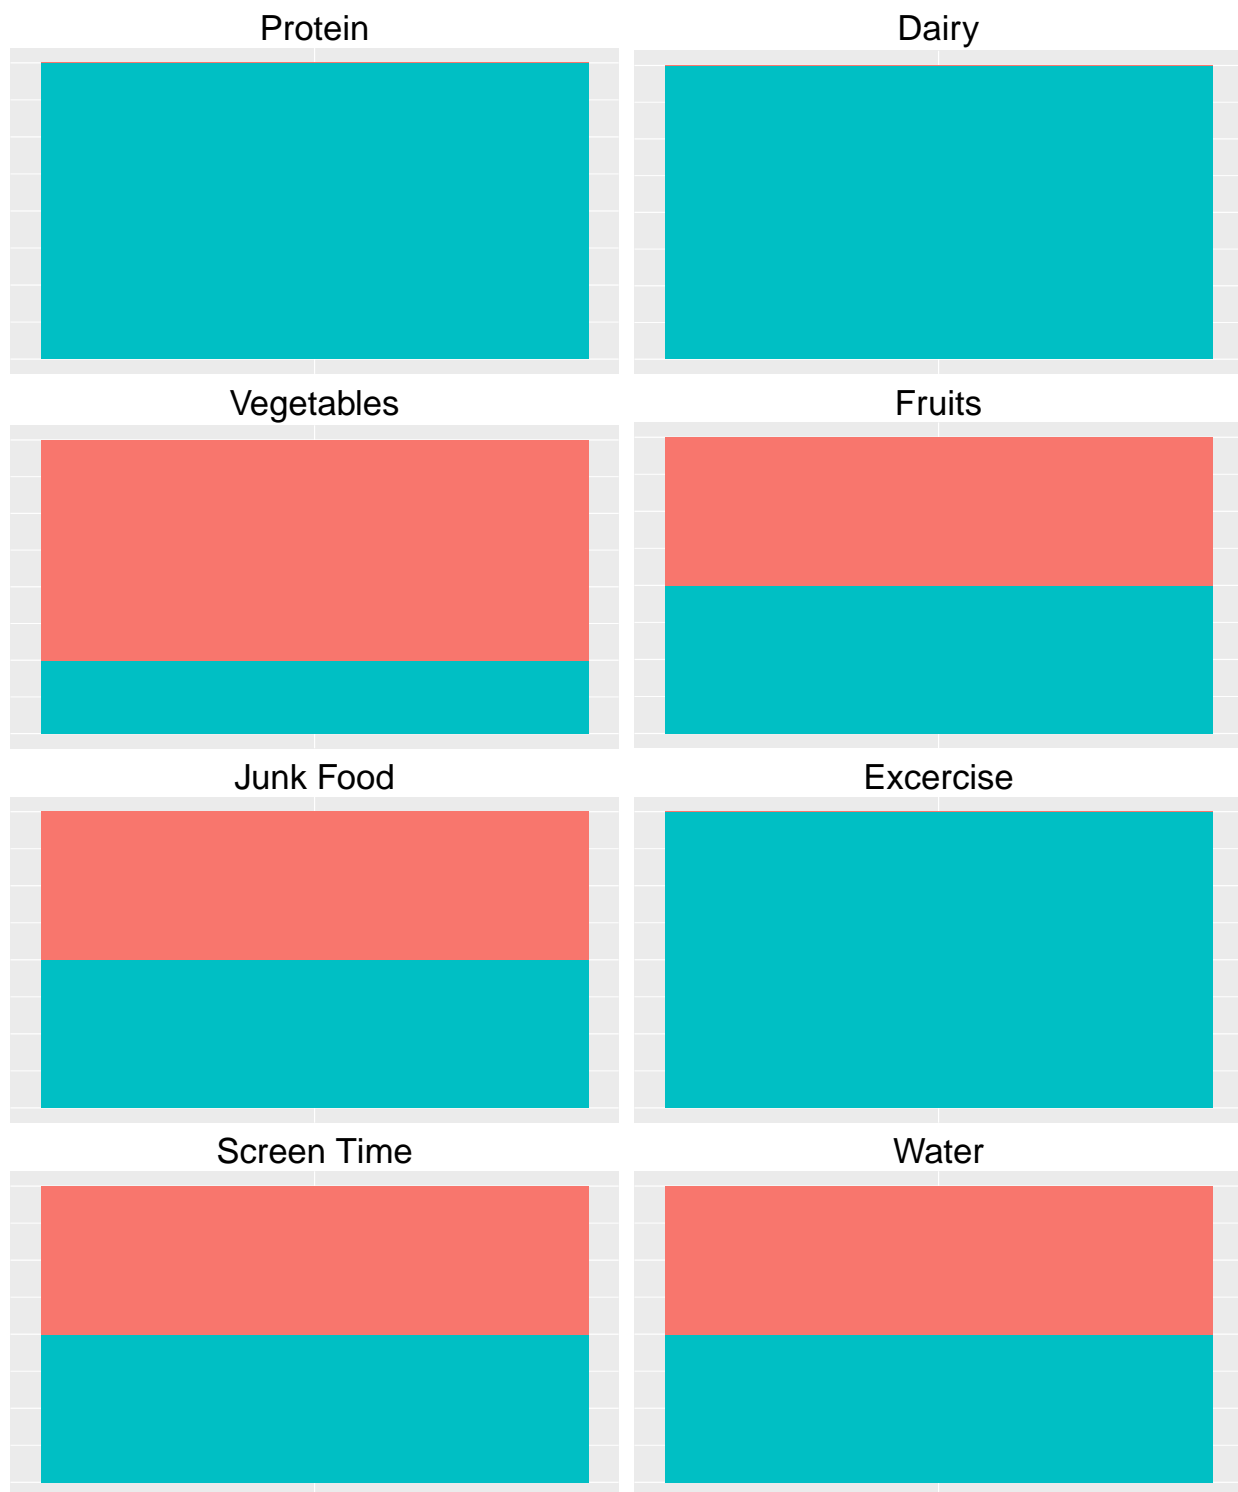 Protein
Dairy
Vegetables
Fruits
Junk Food
Excercise
Screen Time
Water